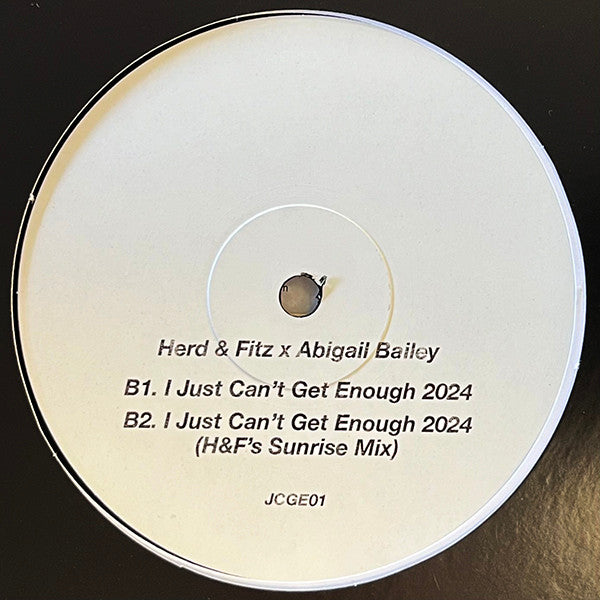 Herd & Fitz x Abigail Bailey
B1. I Just Can't Get Enough 2024
B2. I Just Can't Get Enough 2024
(H&F's Sunrise Mix)
JCGE01